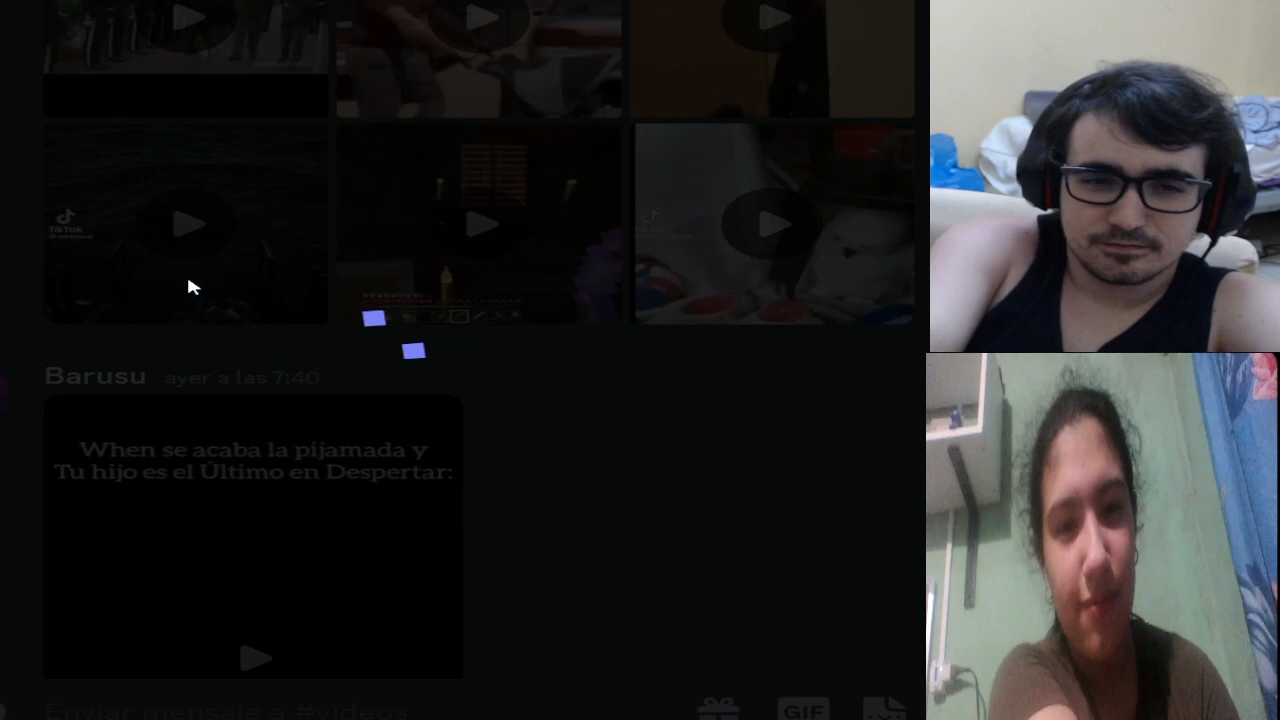 TikTok
Barusu ayer a las 7:40
When se acaba la pijamada y
Tu hijo es el Último en Despertar:
Enviar mensaje a #videos
GIF